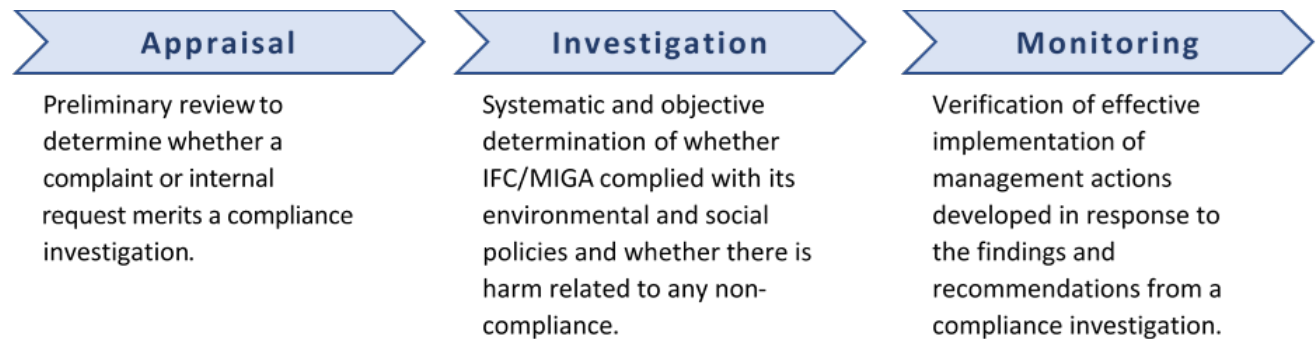 Appraisal
Preliminary review to
determine whether a
complaint or internal
request merits a compliance
investigation.
Investigation
Systematic and objective
determination of whether
IFC/MIGA complied with its
environmental and social
policies and whether there is
harm related to any non-
compliance.
Monitoring
Verification of effective
implementation of
management actions
developed in response to
the findings and
recommendations from a
compliance investigation.